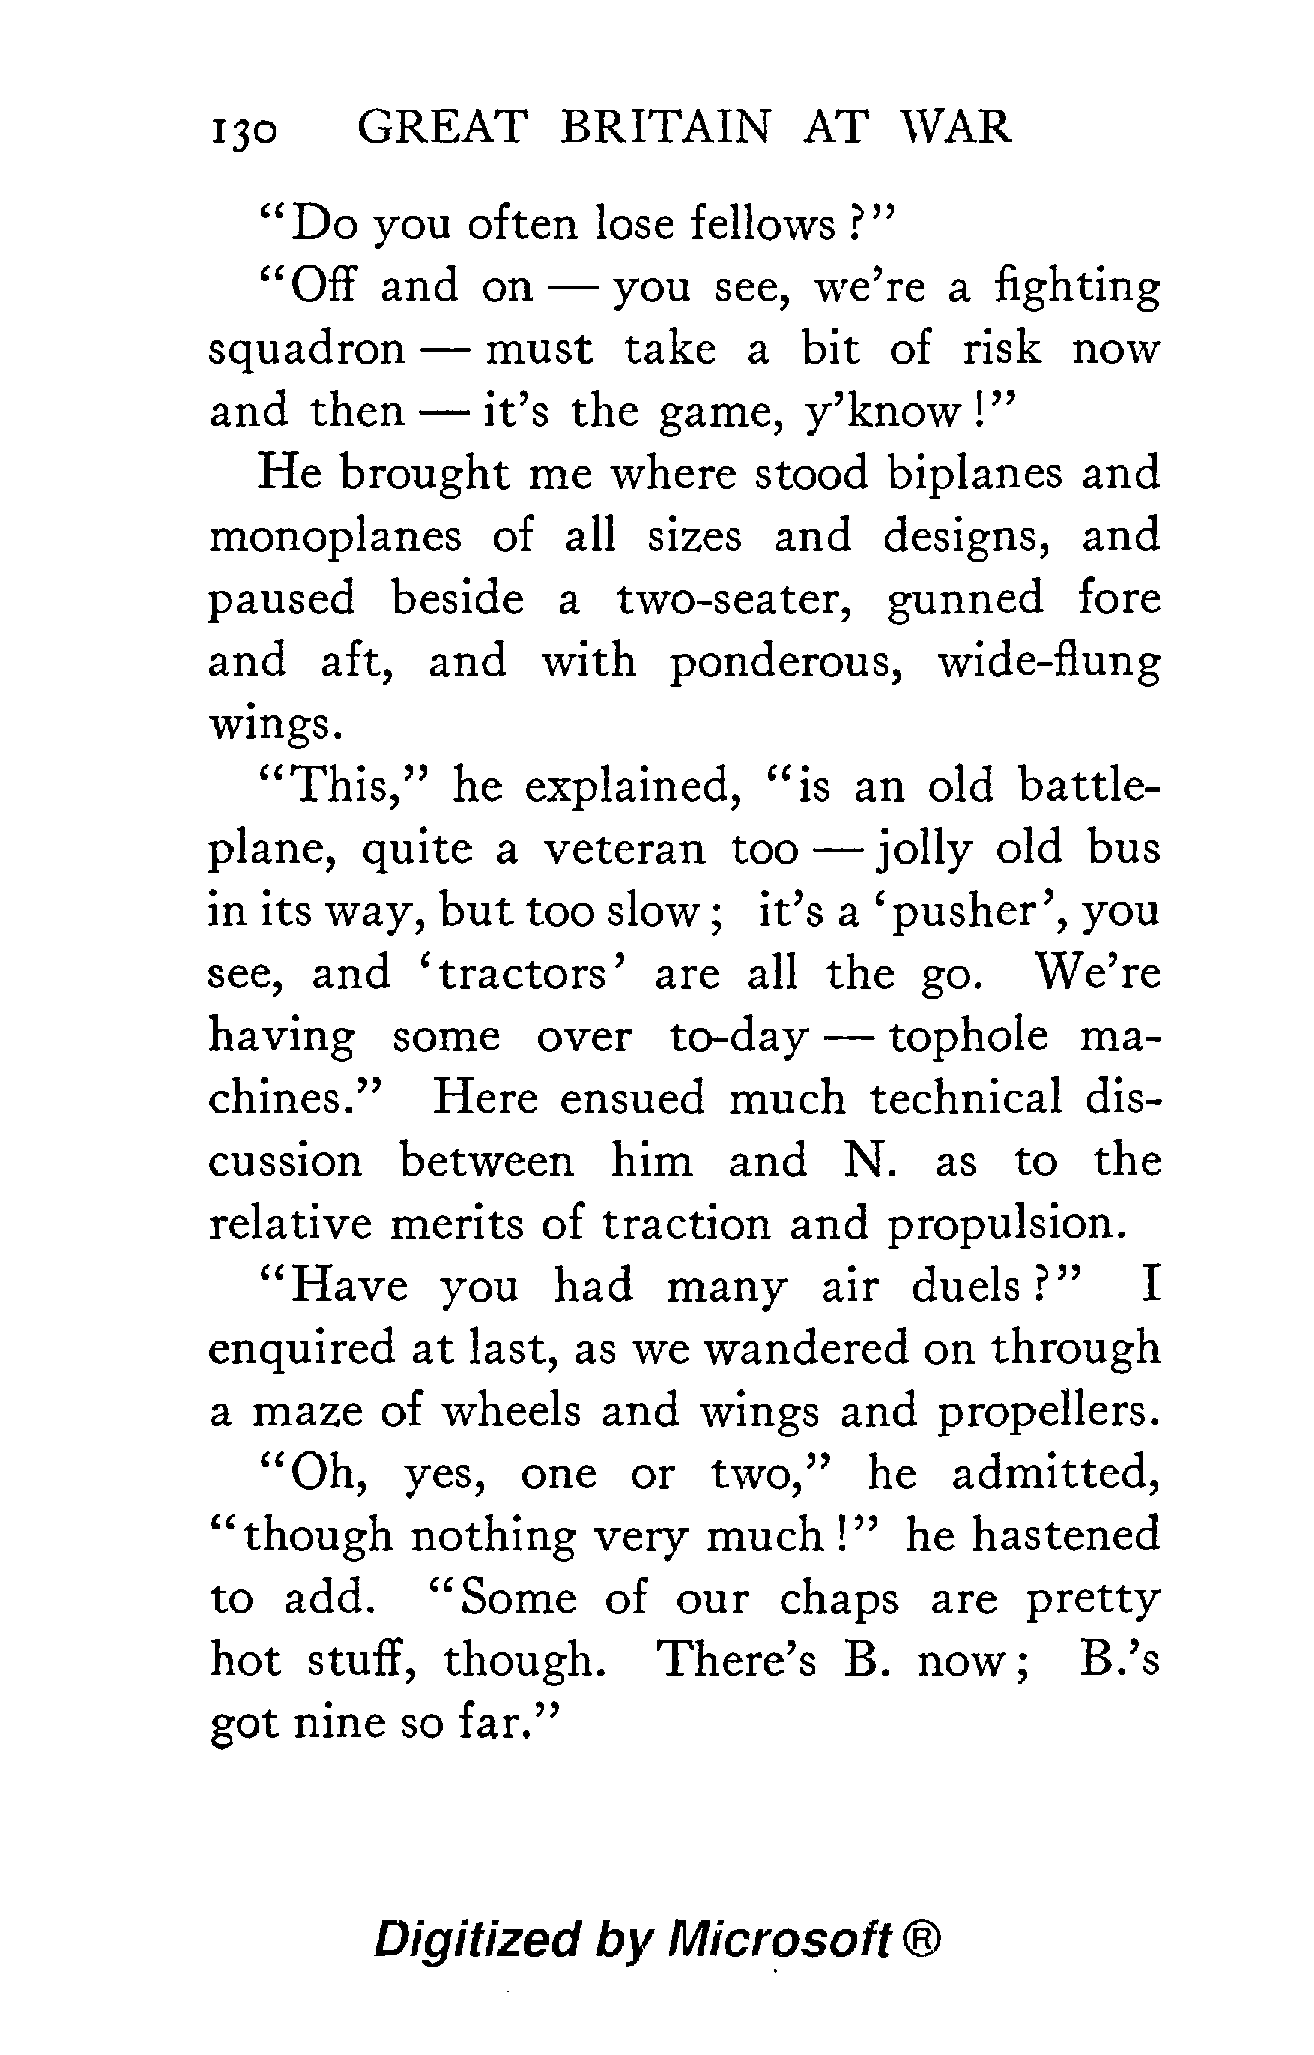 130 GREAT BRITAIN AT WAR
“Do you often lose fellows?”
“Off and on — you see, we’re a fighting
squadron — must take a bit of risk now
and then — it’s the game, y’know!”
He brought me where stood biplanes and
monoplanes of all sizes and designs, and
paused beside a two-seater, gunned fore
and aft, and with ponderous, wide-flung
wings.
“This,” he explained, “is an old battle-
plane, quite a veteran too — jolly old bus
in its way, but too slow; it’s a ‘pusher’, you
see, and ‘tractors’ are all the go. We’re
having some over to-day — tophole ma-
chines.” Here ensued much technical dis-
cussion between him and N. as to the
relative merits of traction and propulsion.
“Have you had many air duels?” I
enquired at last, as we wandered on through
a maze of wheels and wings and propellers.
“Oh, yes, one or two,” he admitted,
“though nothing very much!” he hastened
to add. “Some of our chaps are pretty
hot stuff, though. There’s B. now; B.’s
got nine so far.”
Digitized by Microsoft®